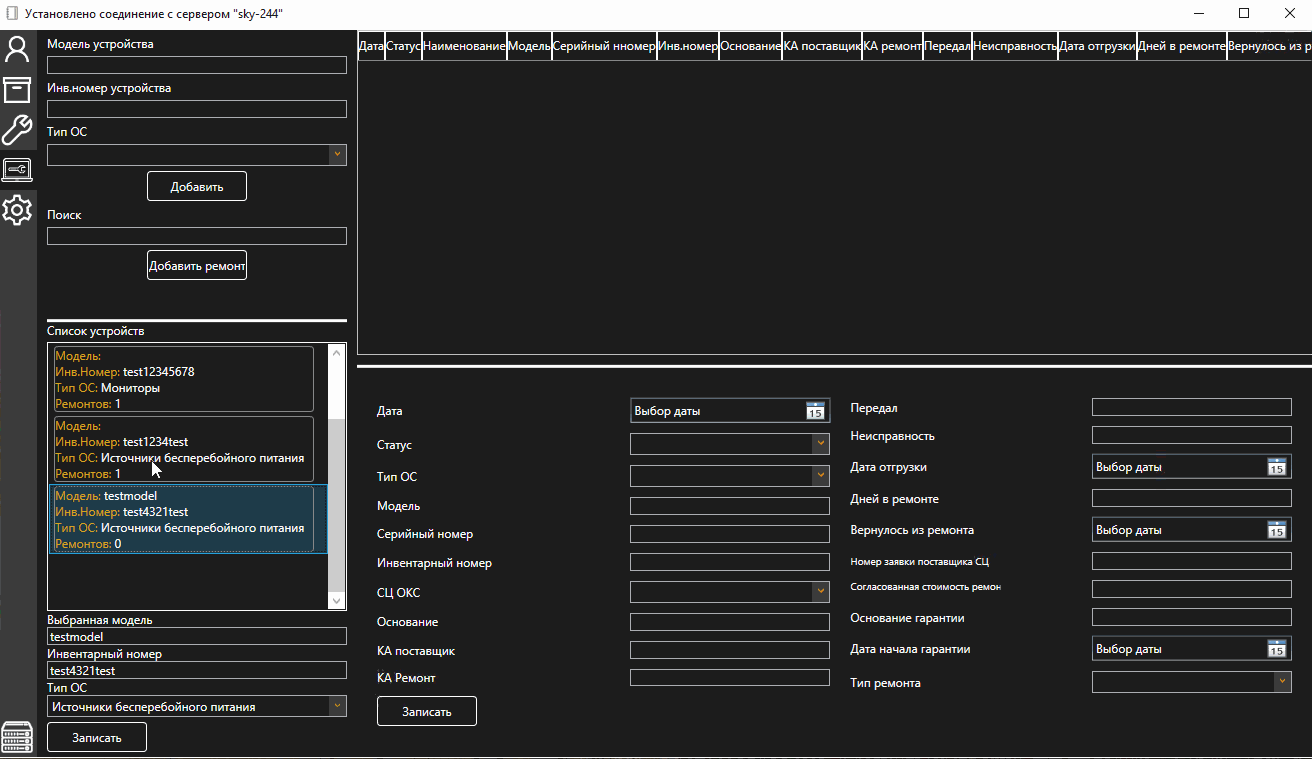 Установлено соединение с сервером "sky-244"
Модель устройства
Инв.номер устройства
Тип ОС
Добавить
Поиск
Добавить ремонт
Список устройств
Модель:
Инв.Номер: test12345678
Тип ОС: Мониторы
Ремонтов: 1
Модель:
Инв.Номер: test1234test
Тип ОС: Источники бесперебойного питания
Ремонтов: 1
Модель: testmodel
Инв.Номер: test4321test
Тип ОС: Источники бесперебойного питания
Ремонтов: 0
Выбранная модель
testmodel
Инвентарный номер
test4321test
Тип ОС
Источники бесперебойного питания
Записать
Дата Статус Наименование Модель Серийный нномер Инв.номер Основание КА поставщик КА ремонт Передал Неисправность Дата отгрузки Дней в ремонте Вернулось из р
Дата
Выбор даты 15
Статус
Тип ОС
Модель
Серийный номер
Инвентарный номер
СЦ ОКС
Основание
КА поставщик
КА Ремонт
Записать
Передал
Неисправность
Дата отгрузки
Выбор даты 15
Дней в ремонте
Вернулось из ремонта
Выбор даты 15
Номер заявки поставщика СЦ
Согласованная стоимость ремон
Основание гарантии
Дата начала гарантии
Выбор даты 15
Тип ремонта